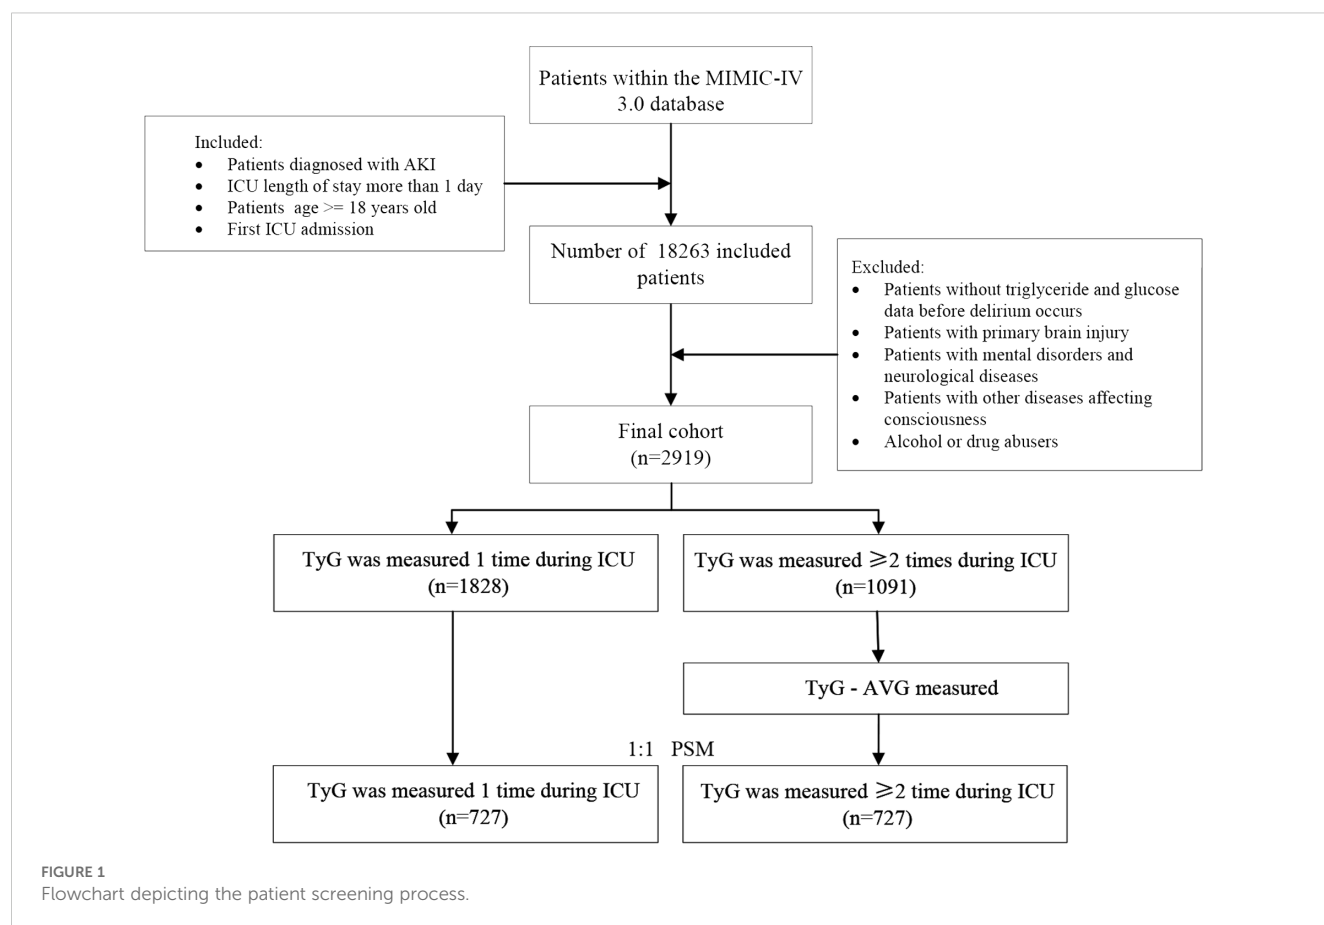 Patients within the MIMIC-IV
3.0 database
Included:
• Patients diagnosed with AKI
• ICU length of stay more than 1 day
• Patients  age >= 18 years old
• First ICU admission
Number of  18263 included
patients
Excluded:
• Patients without triglyceride and glucose
data before delirium occurs
• Patients with primary brain injury
• Patients with mental disorders and
neurological diseases
• Patients with other diseases affecting
consciousness
• Alcohol or drug abusers
Final cohort
(n=2919)
TyG was measured 1 time during ICU
(n=1828)
TyG was measured ⩾2 times during ICU
(n=1091)
TyG - AVG measured
1:1   PSM
TyG was measured 1 time during ICU
(n=727)
TyG was measured ⩾2 time during ICU
(n=727)
FIGURE 1
Flowchart depicting the patient screening process.